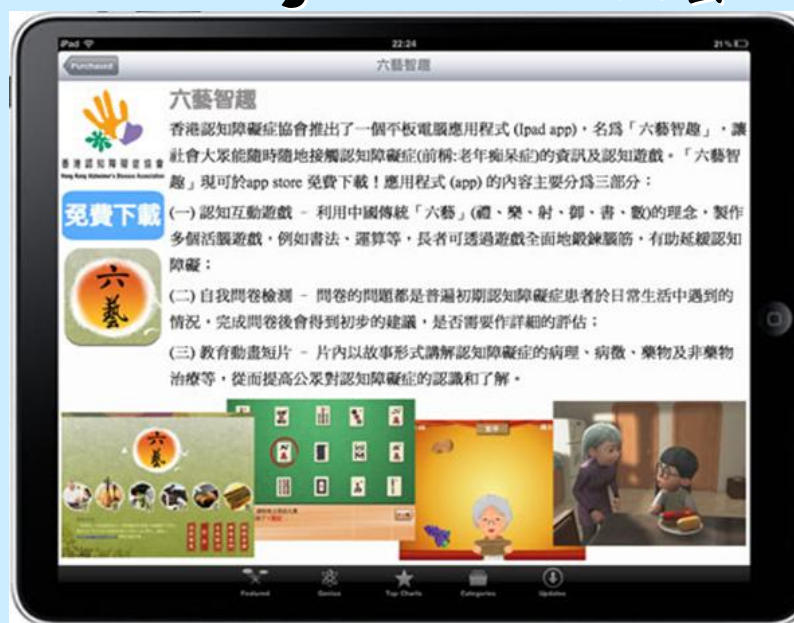 iPad
22:24
21%
Purchased
六藝智趣
六藝智趣
香港認知障礙症協會推出了一個平板電腦應用程式 (Ipad app)，名爲「六藝智趣」，讓
社會大眾能隨時隨地接觸認知障礙症(前稱:老年痴呆症)的資訊及認知遊戲。「六藝智
趣」現可於app store 免費下載！應用程式 (app) 的內容主要分爲三部分：
香港認知障礙症協會
Hong Kong Alzheimer's Disease Association
免費下載
(一) 認知互動遊戲 - 利用中國傳統「六藝」(禮、樂、射、御、書、數)的理念，製作
多個活腦遊戲，例如書法、運算等，長者可透過遊戲全面地鍛鍊腦筋，有助延緩認知
障礙；
六
藝
(二) 自我問卷檢測 - 問卷的問題都是普遍初期認知障礙症患者於日常生活中遇到的
情況，完成問卷後會得到初步的建議，是否需要作詳細的評估；
(三) 教育動畫短片 - 片內以故事形式講解認知障礙症的病理、病徵、藥物及非藥物
治療等，從而提高公眾對認知障礙症的認識和了解。
六
藝
Featured
Genius
Top Charts
Categories
Updates